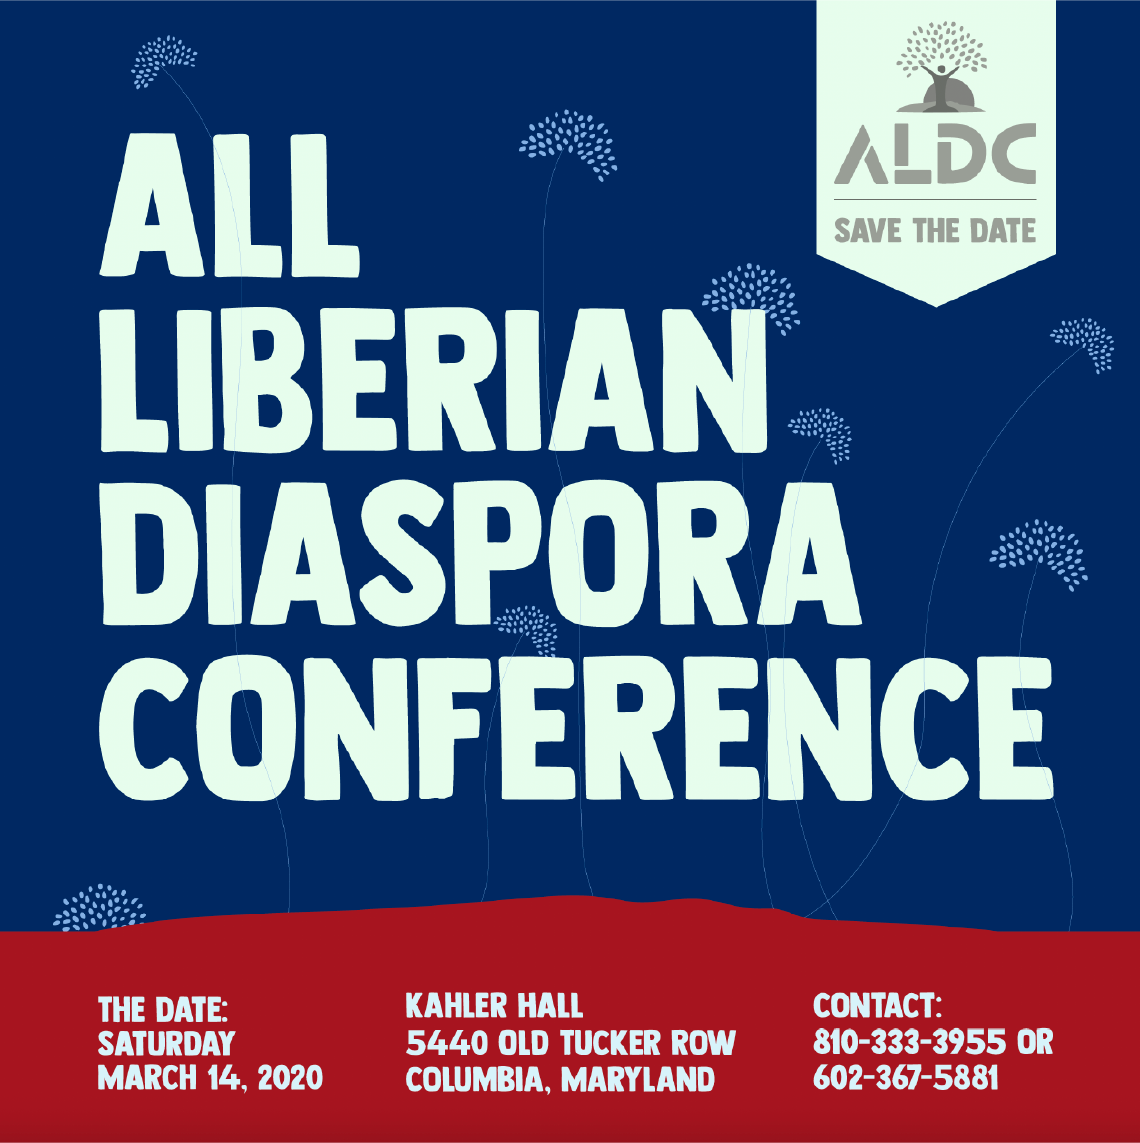 ALDC
SAVE THE DATE
ALL
LIBERIAN
DIASPORA
CONFERENCE
THE DATE:
SATURDAY
MARCH 14, 2020
KAHLER HALL
5440 OLD TUCKER ROW
COLUMBIA, MARYLAND
CONTACT:
810-333-3955 OR
602-367-5881